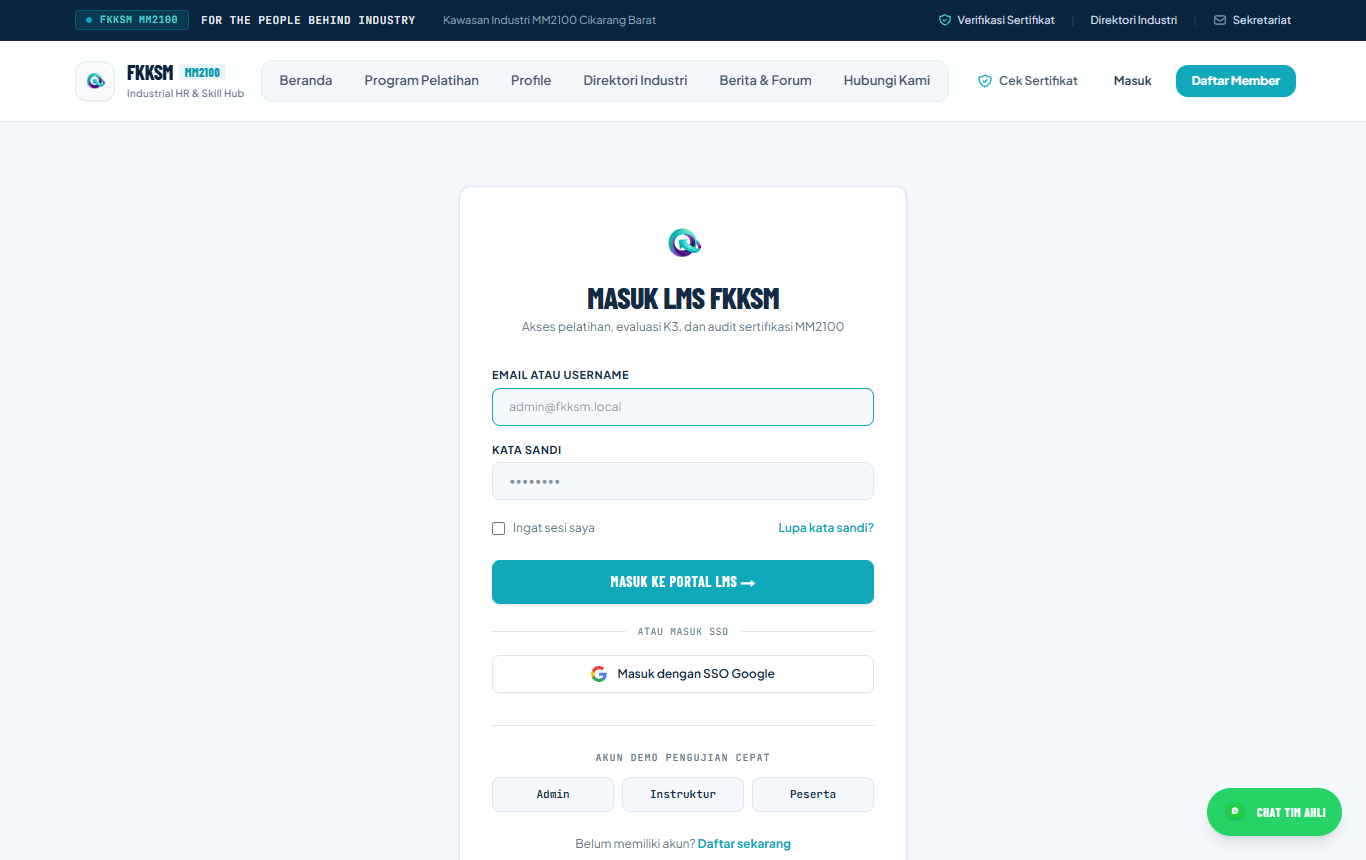 FKKSM MM2100
FOR THE PEOPLE BEHIND INDUSTRY · Kawasan Industri MM2100 Cikarang Barat
Verifikasi Sertifikat | Direktori Industri | Sekretariat
FKKSM MM2100
Industrial HR & Skill Hub
Beranda Program Pelatihan Profile Direktori Industri Berita & Forum Hubungi Kami
Cek Sertifikat Masuk Daftar Member
MASUK LMS FKKSM
Akses pelatihan, evaluasi K3, dan audit sertifikasi MM2100
EMAIL ATAU USERNAME
admin@fkksm.local
KATA SANDI
••••••••
Ingat sesi saya Lupa kata sandi?
MASUK KE PORTAL LMS →
ATAU MASUK SSO
Masuk dengan SSO Google
AKUN DEMO PENGUJIAN CEPAT
Admin Instruktur Peserta
CHAT TIM AHLI
Belum memiliki akun? Daftar sekarang